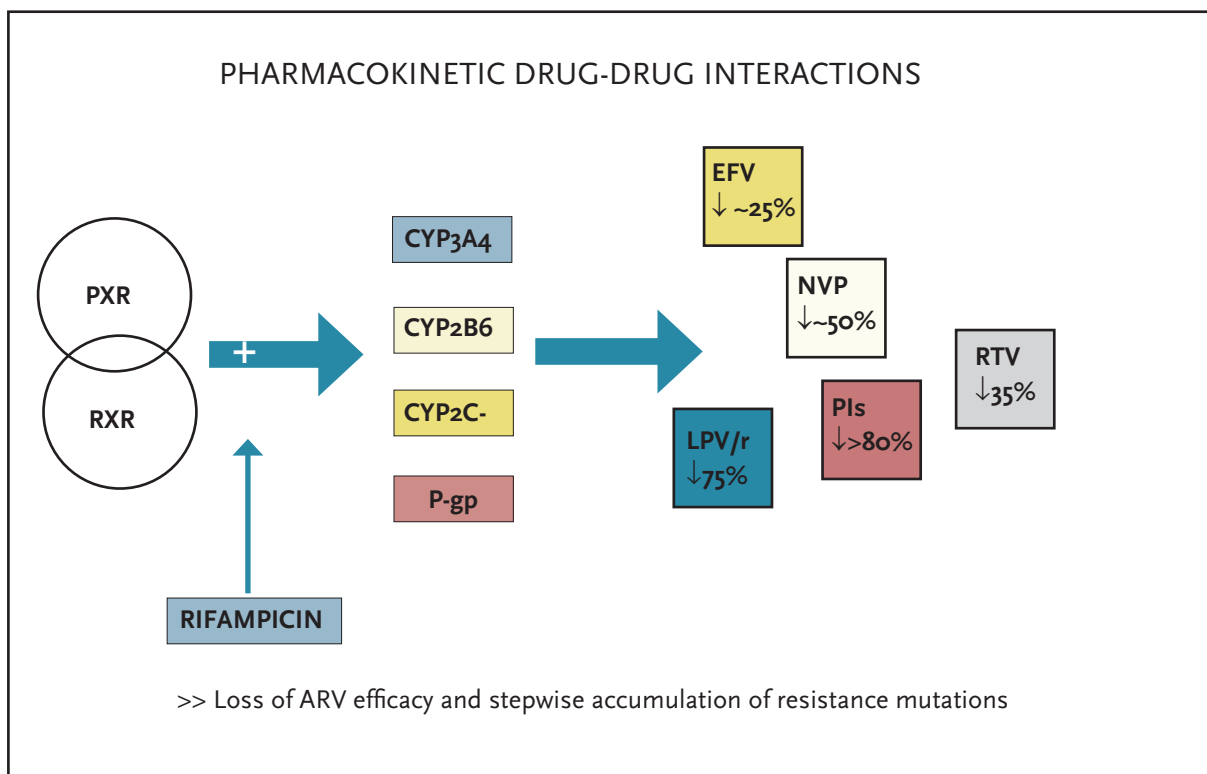 PHARMACOKINETIC DRUG-DRUG INTERACTIONS
PXR
RXR
+
RIFAMPICIN
CYP3A4
CYP2B6
CYP2C-
P-gp
EFV
↓ ~25%
NVP
↓~50%
RTV
↓35%
PIs
↓>80%
LPV/r
↓75%
>> Loss of ARV efficacy and stepwise accumulation of resistance mutations